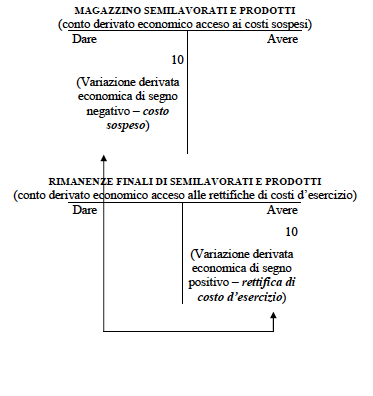 MAGAZZINO SEMILAVORATI E PRODOTTI
(conto derivato economico acceso ai costi sospesi)
Dare Avere
10
(Variazione derivata
economica di segno
negativo – costo
sospeso)
RIMANENZE FINALI DI SEMILAVORATI E PRODOTTI
(conto derivato economico acceso alle rettifiche di costi d'esercizio)
Dare Avere
10
(Variazione derivata
economica di segno
positivo – rettifica di
costo d'esercizio)